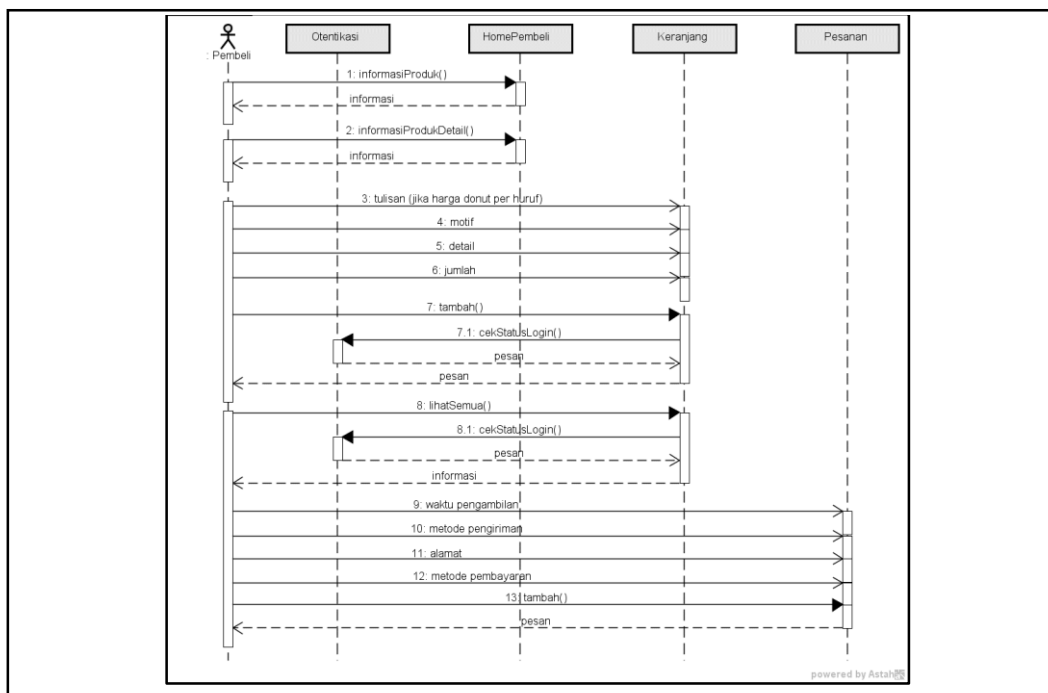 Otentikasi
HomePembeli
Keranjang
Pesanan
: Pembeli
1: informasiProduk()
informasi
2: informasiProdukDetail()
informasi
3: tulisan (jika harga donut per huruf)
4: motif
5: detail
6: jumlah
7: tambah()
7.1: cekStatusLogin()
pesan
pesan
8: lihatSemua()
8.1: cekStatusLogin()
pesan
informasi
9: waktu pengambilan
10: metode pengiriman
11: alamat
12: metode pembayaran
13: tambah()
pesan
powered by Astah